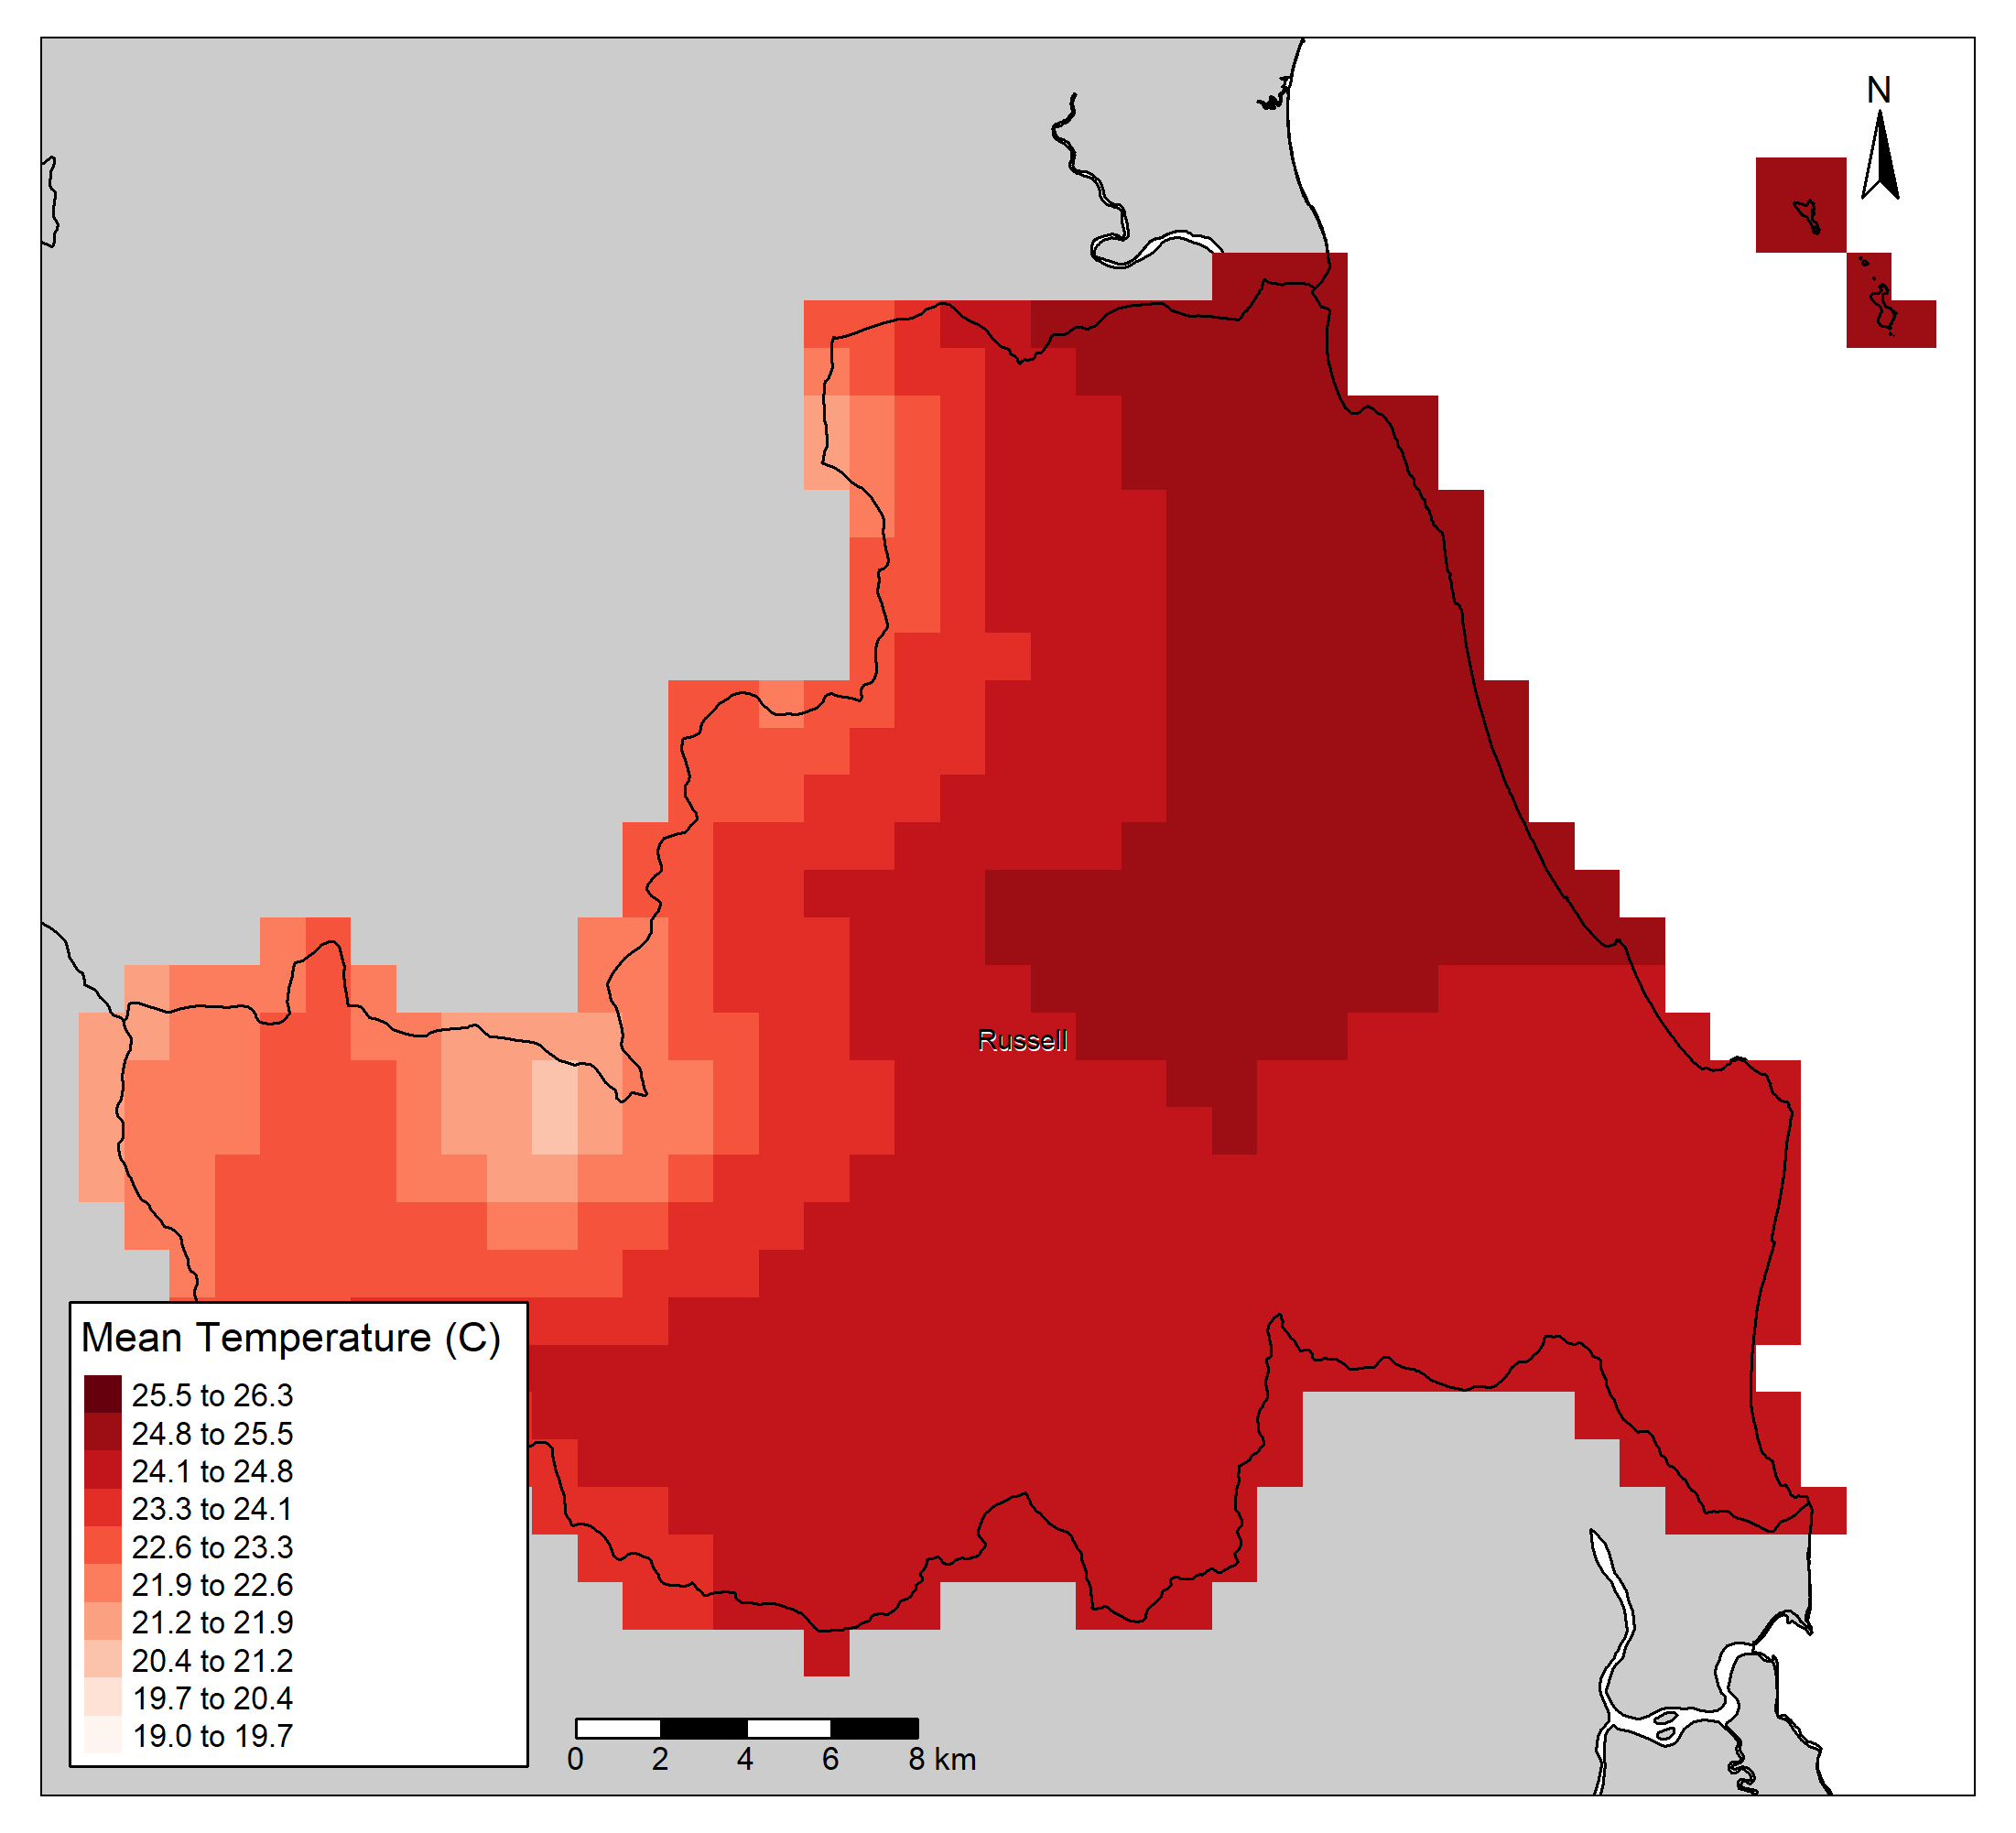 N
Russell
Mean Temperature (C)
25.5 to 26.3
24.8 to 25.5
24.1 to 24.8
23.3 to 24.1
22.6 to 23.3
21.9 to 22.6
21.2 to 21.9
20.4 to 21.2
19.7 to 20.4
19.0 to 19.7
0 2 4 6 8 km